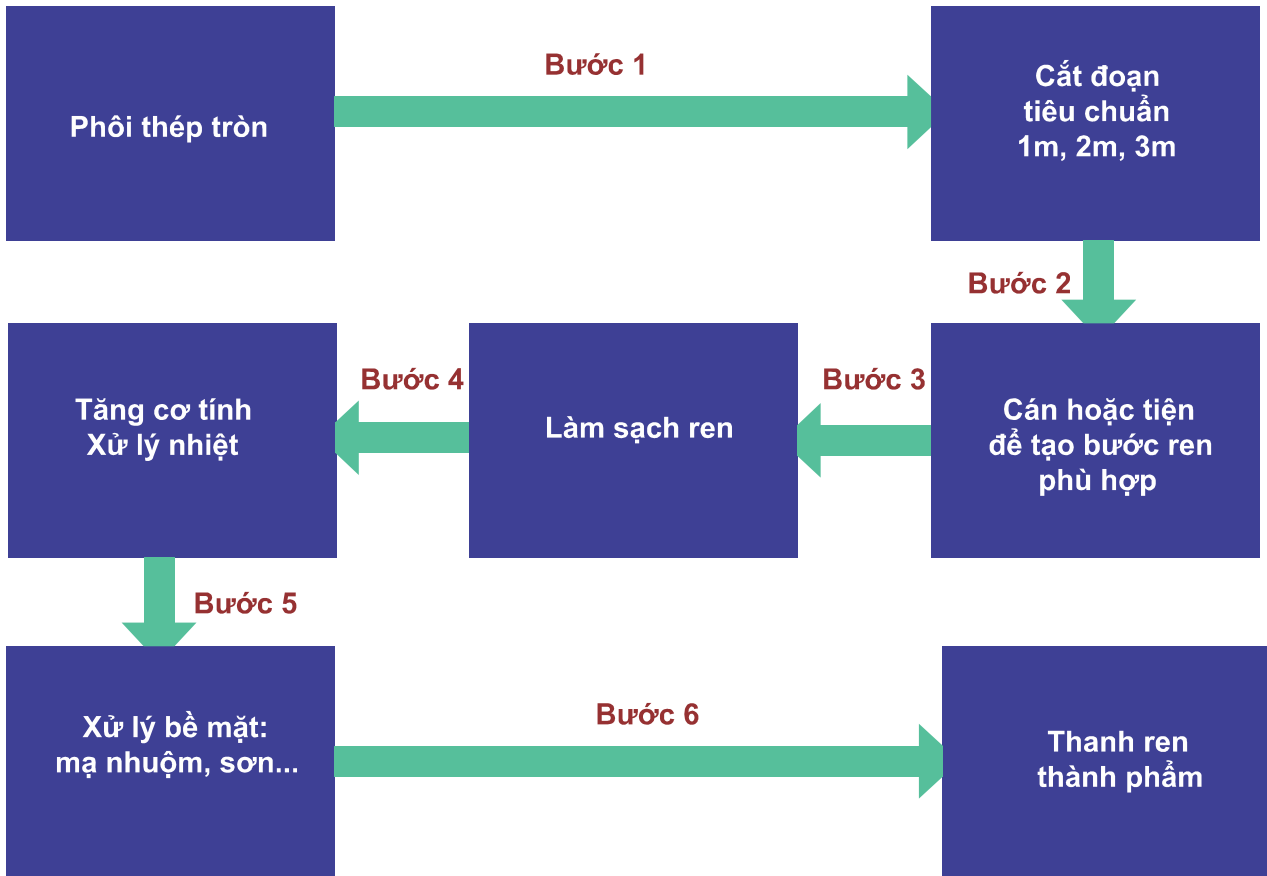 Phôi thép tròn
Bước 1
Cắt đoạn
tiêu chuẩn
1m, 2m, 3m
Bước 2
Cán hoặc tiện
để tạo bước ren
phù hợp
Bước 3
Làm sạch ren
Bước 4
Tăng cơ tính
Xử lý nhiệt
Bước 5
Xử lý bề mặt:
mạ nhuộm, sơn...
Bước 6
Thanh ren
thành phẩm